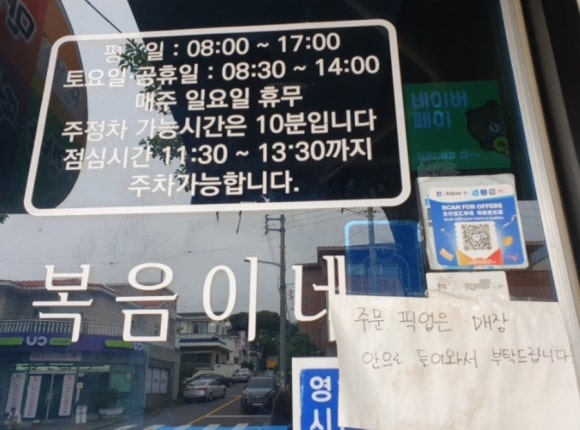 평 일 : 08:00 ~ 17:00
토요일·공휴일 : 08:30 ~ 14:00
매주 일요일 휴무
주정차 가능시간은 10분입니다
점심시간 11:30 ~ 13:30까지
주차가능합니다.
네이버
페이
Alipay+
SCAN FOR OFFERS
복음이네
CU
주문 픽업은 매장
안으로 들어와서 부탁드립니다
영
시